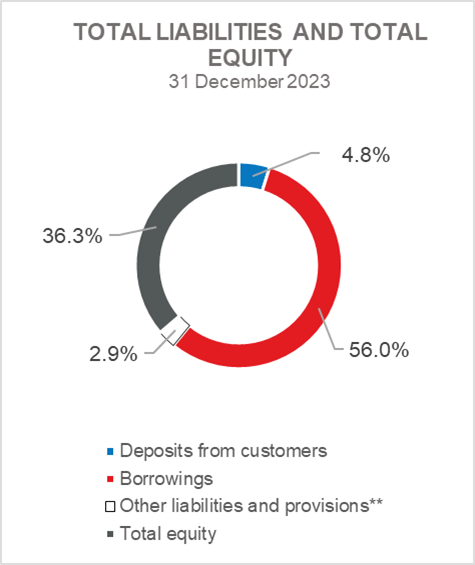 TOTAL LIABILITIES AND TOTAL
EQUITY
31 December 2023
4.8%
36.3%
2.9%
56.0%
Deposits from customers
Borrowings
Other liabilities and provisions**
Total equity